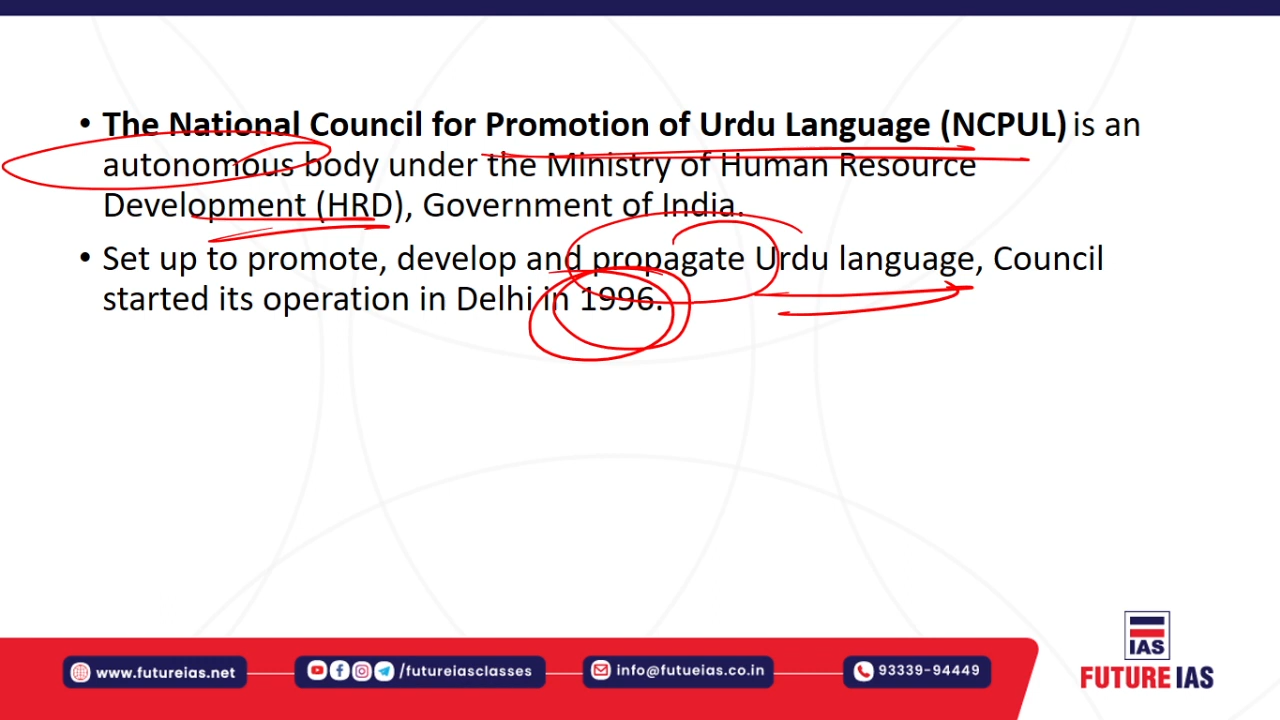 • The National Council for Promotion of Urdu Language (NCPUL) is an
autonomous body under the Ministry of Human Resource
Development (HRD), Government of India.
• Set up to promote, develop and propagate Urdu language, Council
started its operation in Delhi in 1996.
IAS
FUTURE IAS
www.futureias.net
/futureiasclasses
info@futueias.co.in
93339-94449